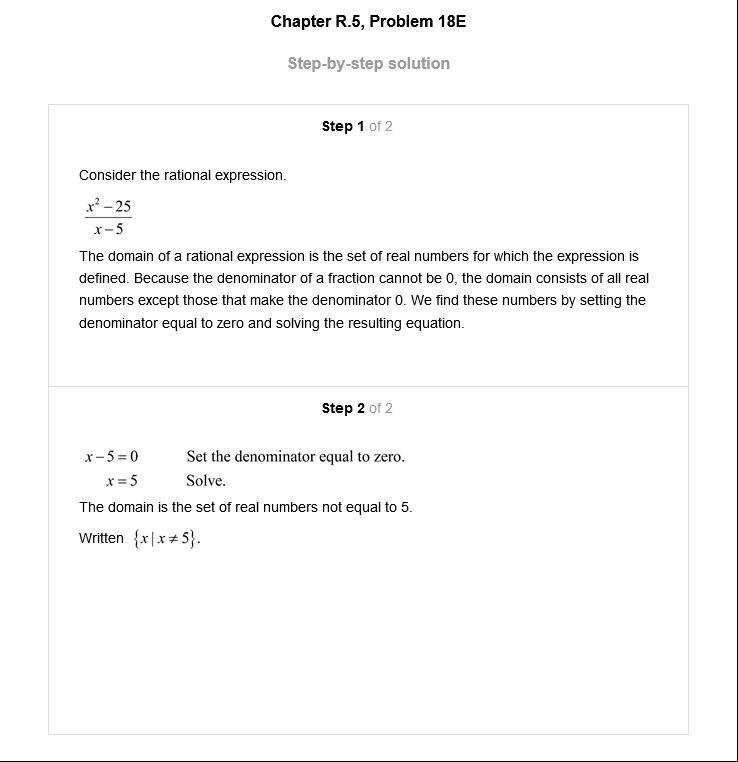 Chapter R.5, Problem 18E
Step-by-step solution
Step 1 of 2
Consider the rational expression.
x² – 25
x – 5
The domain of a rational expression is the set of real numbers for which the expression is
defined. Because the denominator of a fraction cannot be 0, the domain consists of all real
numbers except those that make the denominator 0. We find these numbers by setting the
denominator equal to zero and solving the resulting equation.
Step 2 of 2
x – 5 = 0 Set the denominator equal to zero.
x = 5 Solve.
The domain is the set of real numbers not equal to 5.
Written {x | x ≠ 5}.